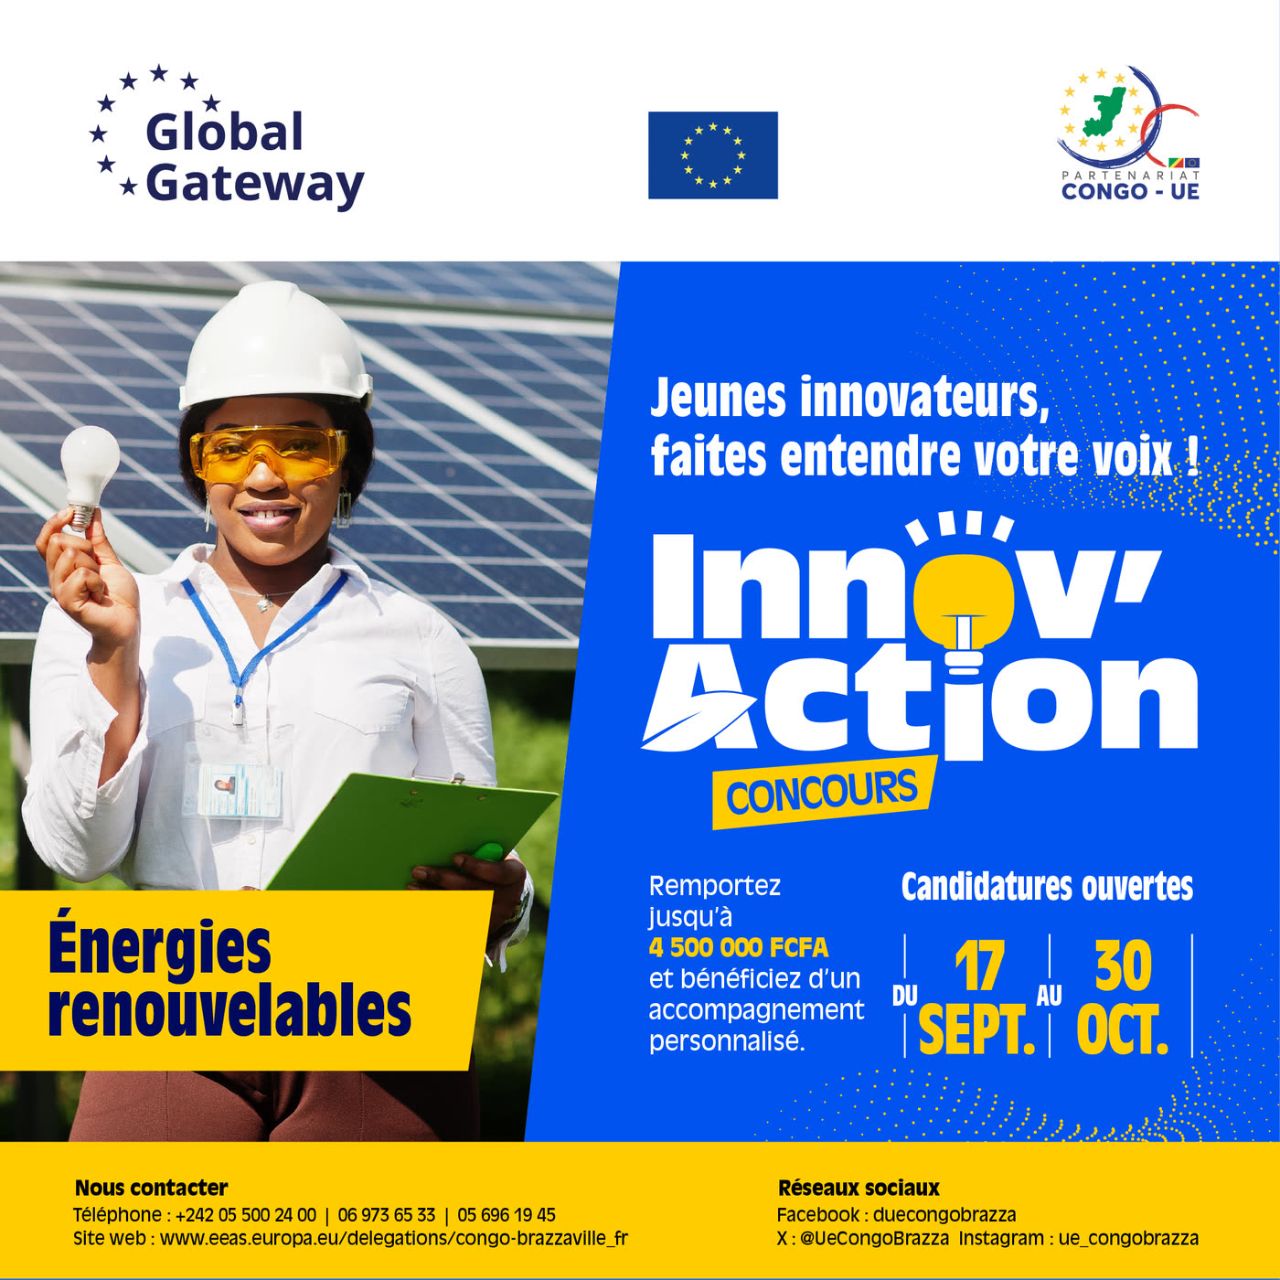 Global
Gateway
PARTENARIAT
CONGO - UE
Jeunes innovateurs,
faites entendre votre voix !
Innov'
Action
CONCOURS
Énergies
renouvelables
Remportez
jusqu'à
4 500 000 FCFA
et bénéficiez d'un
accompagnement
personnalisé.
Candidatures ouvertes
DU 17 SEPT. AU 30 OCT.
Nous contacter
Téléphone : +242 05 500 24 00 | 06 973 65 33 | 05 696 19 45
Site web : www.eeas.europa.eu/delegations/congo-brazzaville_fr
Réseaux sociaux
Facebook : duecongobrazza
X : @UeCongoBrazza Instagram : ue_congobrazza